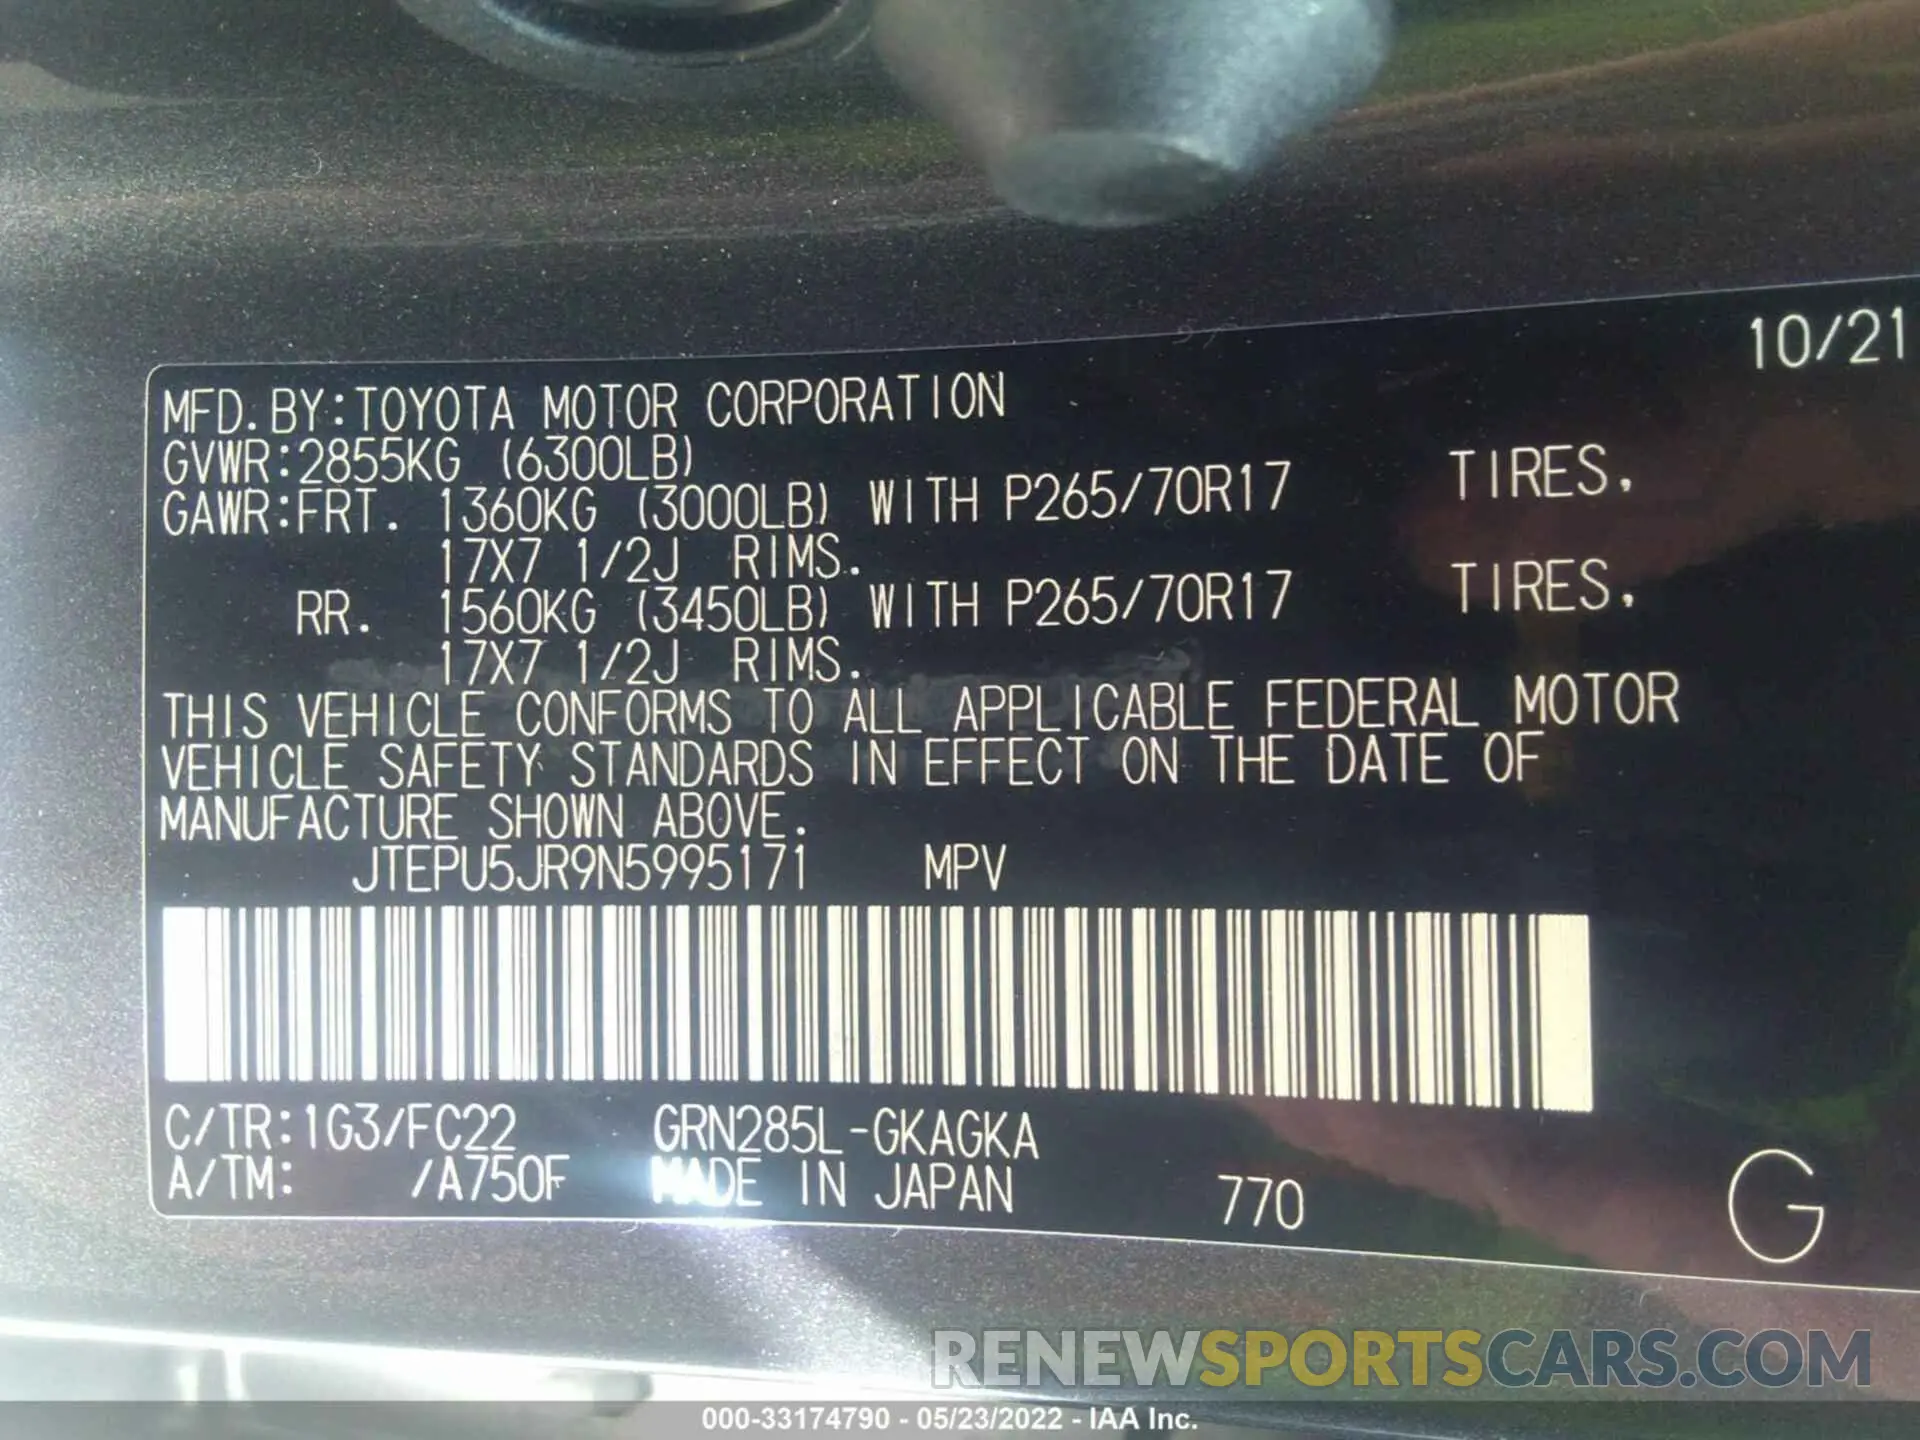 10/21
MFD. BY:TOYOTA MOTOR CORPORATION
GVWR:2855KG (6300LB)
GAWR:FRT. 1360KG (3000LB) WITH P265/70R17 TIRES,
17X7 1/2J RIMS.
RR. 1560KG (3450LB) WITH P265/70R17 TIRES,
17X7 1/2J RIMS.
THIS VEHICLE CONFORMS TO ALL APPLICABLE FEDERAL MOTOR
VEHICLE SAFETY STANDARDS IN EFFECT ON THE DATE OF
MANUFACTURE SHOWN ABOVE.
JTEPU5JR9N5995171 MPV
C/TR:1G3/FC22 GRN285L-GKAGKA
A/TM: /A750F MADE IN JAPAN 770 G
RENEWSPORTSCARS.COM
000-33174790 - 05/23/2022 - IAA Inc.